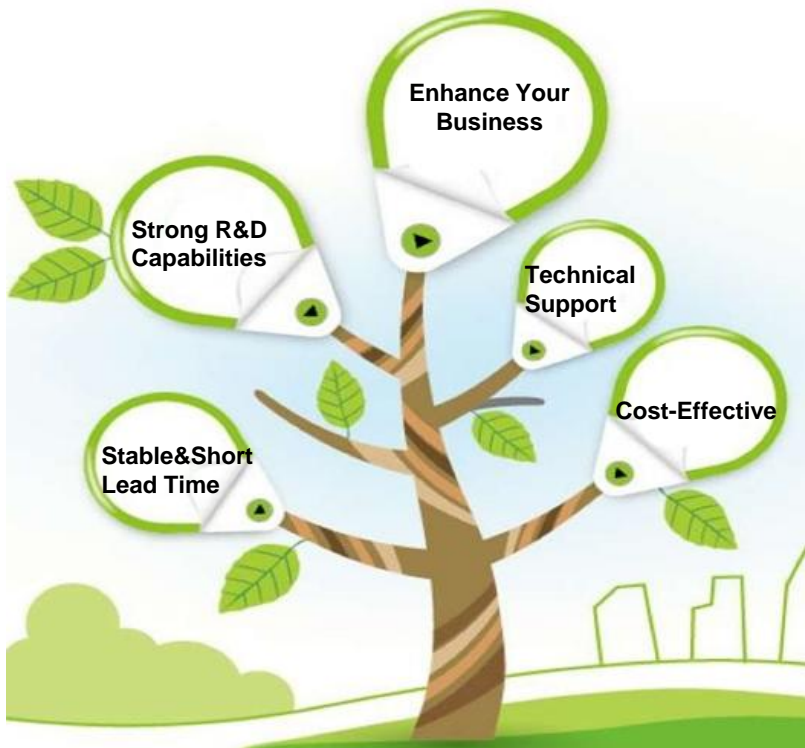 Enhance Your
Business
Strong R&D
Capabilities
Technical
Support
Cost-Effective
Stable&Short
Lead Time